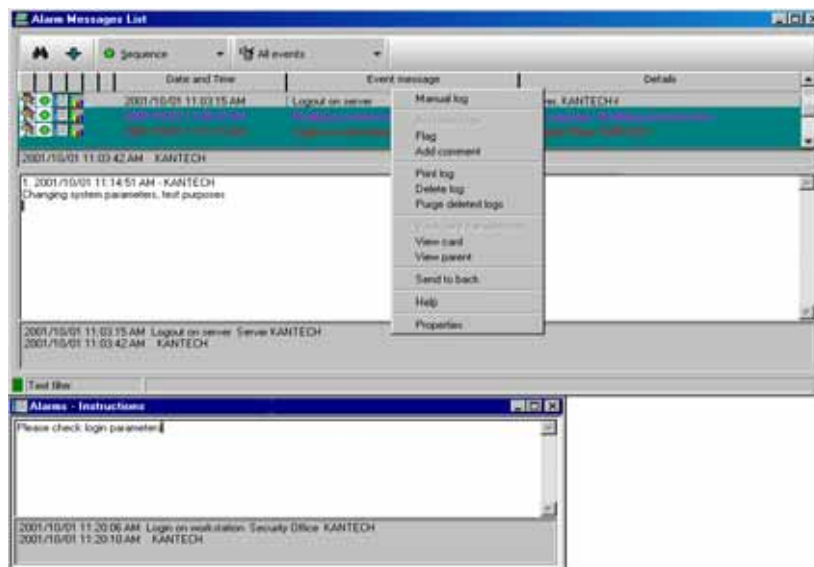 Alarm Messages List
Sequence All events
Date and Time Event message Details
2001/10/01 11:03:15 AM Logout on server KANTECH
2001/10/01 11:03:42 AM KANTECH
1. 2001/10/01 11:14:51 AM - KANTECH
Changing system parameters, test purposes
Manual log
Flag
Add comment
Print log
Delete log
Purge deleted logs
View card
View parent
Send to back
Help
Properties
2001/10/01 11:03:15 AM Logout on server Server KANTECH
2001/10/01 11:03:42 AM KANTECH
Text filter
Alarms - Instructions
Please check login parameters
2001/10/01 11:20:06 AM Login on workstation Security Office KANTECH
2001/10/01 11:20:10 AM KANTECH